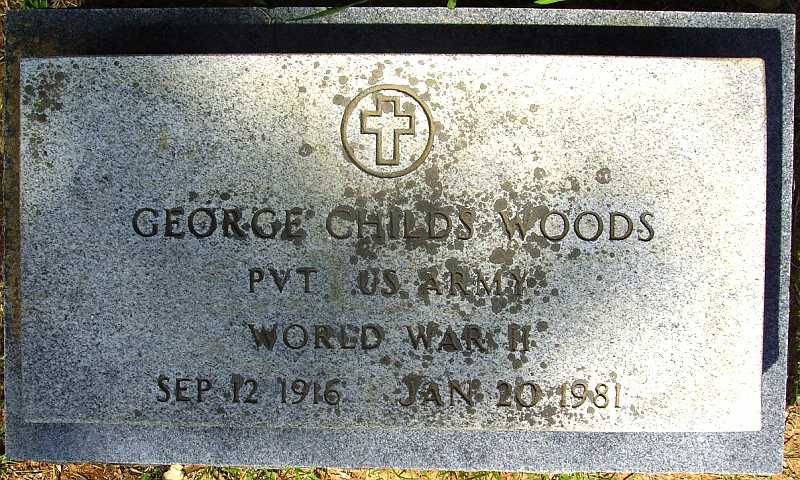 GEORGE CHILDS WOODS
PVT US ARMY
WORLD WAR II
SEP 12 1916 JAN 20 1981